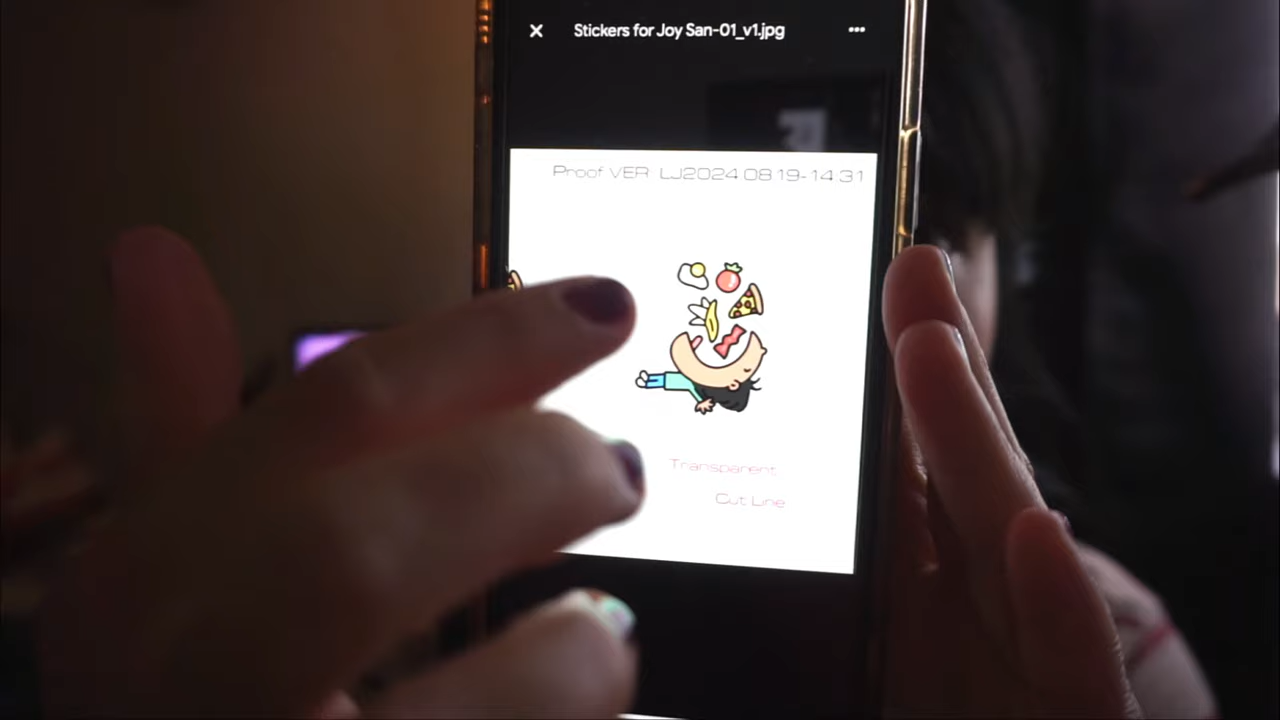 Stickers for Joy San-01_v1.jpg
Proof VER LJ2024 08 19-14 31
Transparent
Cut Line